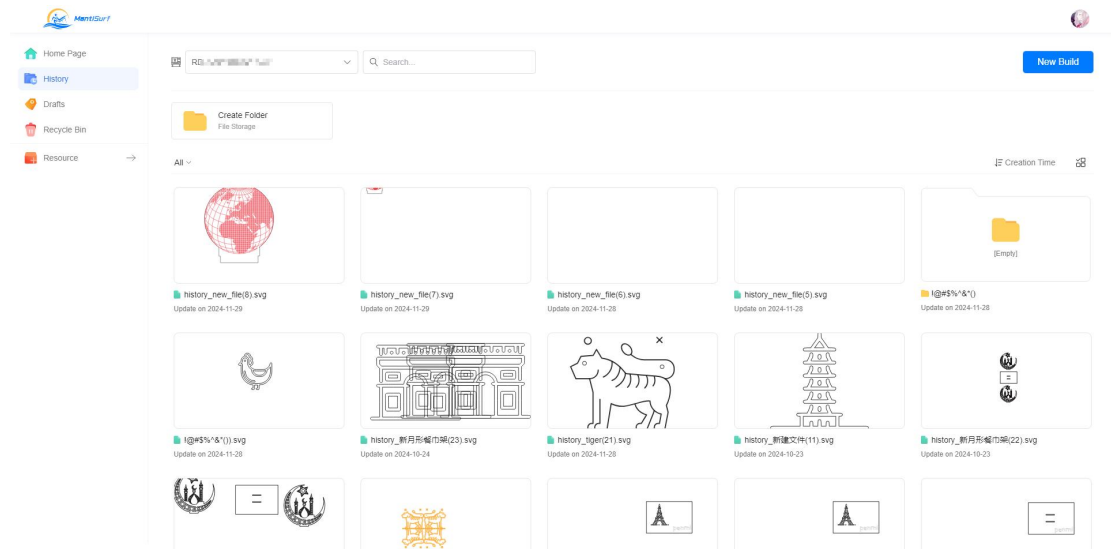 MantiSurf
Home Page
History
Drafts
Recycle Bin
Resource
Search...
New Build
Create Folder
File Storage
All
Creation Time
history_new_file(8).svg
Update on 2024-11-29
history_new_file(7).svg
Update on 2024-11-29
history_new_file(6).svg
Update on 2024-11-28
history_new_file(5).svg
Update on 2024-11-28
[Empty]
!@#$%^&*()
Update on 2024-11-28
!@#$%^&*()).svg
Update on 2024-11-28
history_新月形餐巾架(23).svg
Update on 2024-10-24
history_tiger(21).svg
Update on 2024-11-28
history_新建文件(11).svg
Update on 2024-10-23
history_新月形餐巾架(22).svg
Update on 2024-10-23